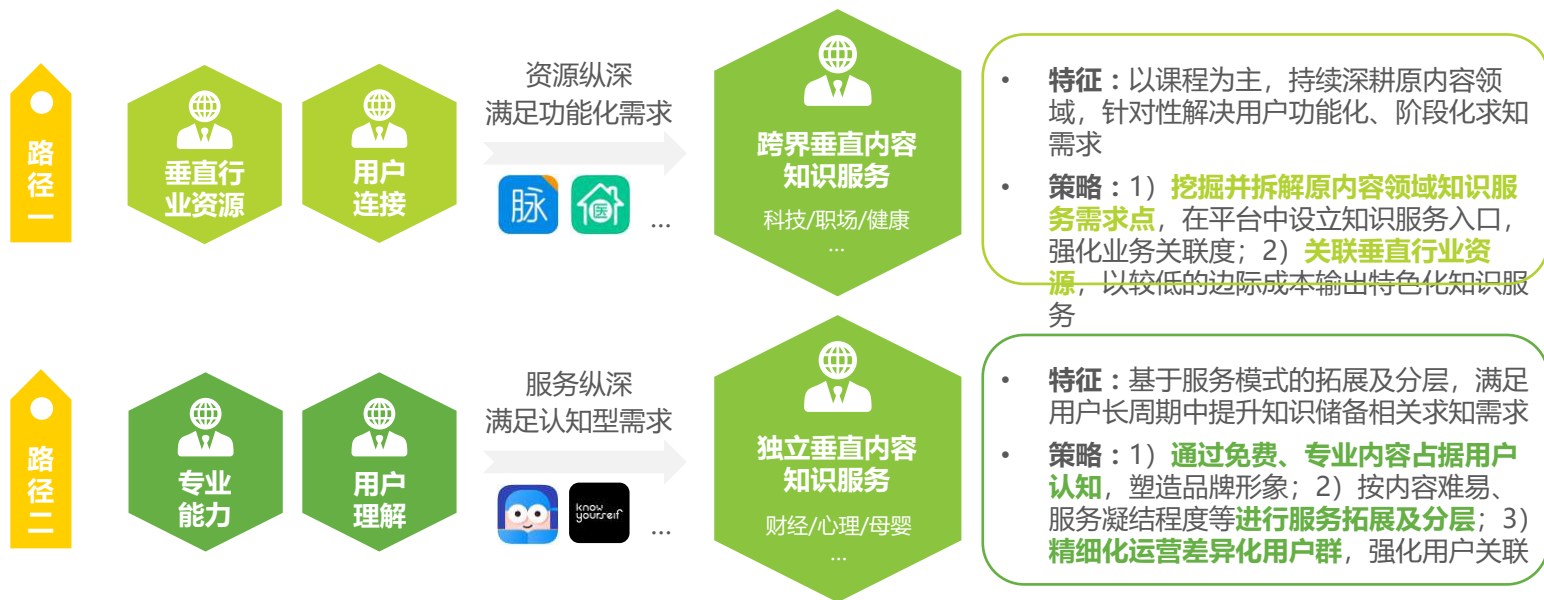 路
径
一
垂直行
业资源
用户
连接
资源纵深
满足功能化需求
脉
医
...
跨界垂直内容
知识服务
科技/职场/健康
...
• 特征：以课程为主，持续深耕原内容领
域，针对性解决用户功能化、阶段化求知
需求
• 策略：1）挖掘并拆解原内容领域知识服
务需求点，在平台中设立知识服务入口，
强化业务关联度；2）关联垂直行业资
源，以较低的边际成本输出特色化知识服
务
路
径
二
专业
能力
用户
理解
服务纵深
满足认知型需求
know
yourself
...
独立垂直内容
知识服务
财经/心理/母婴
...
• 特征：基于服务模式的拓展及分层，满足
用户长周期中提升知识储备相关求知需求
• 策略：1）通过免费、专业内容占据用户
认知，塑造品牌形象；2）按内容难易、
服务凝结程度等进行服务拓展及分层；3）
精细化运营差异化用户群，强化用户关联